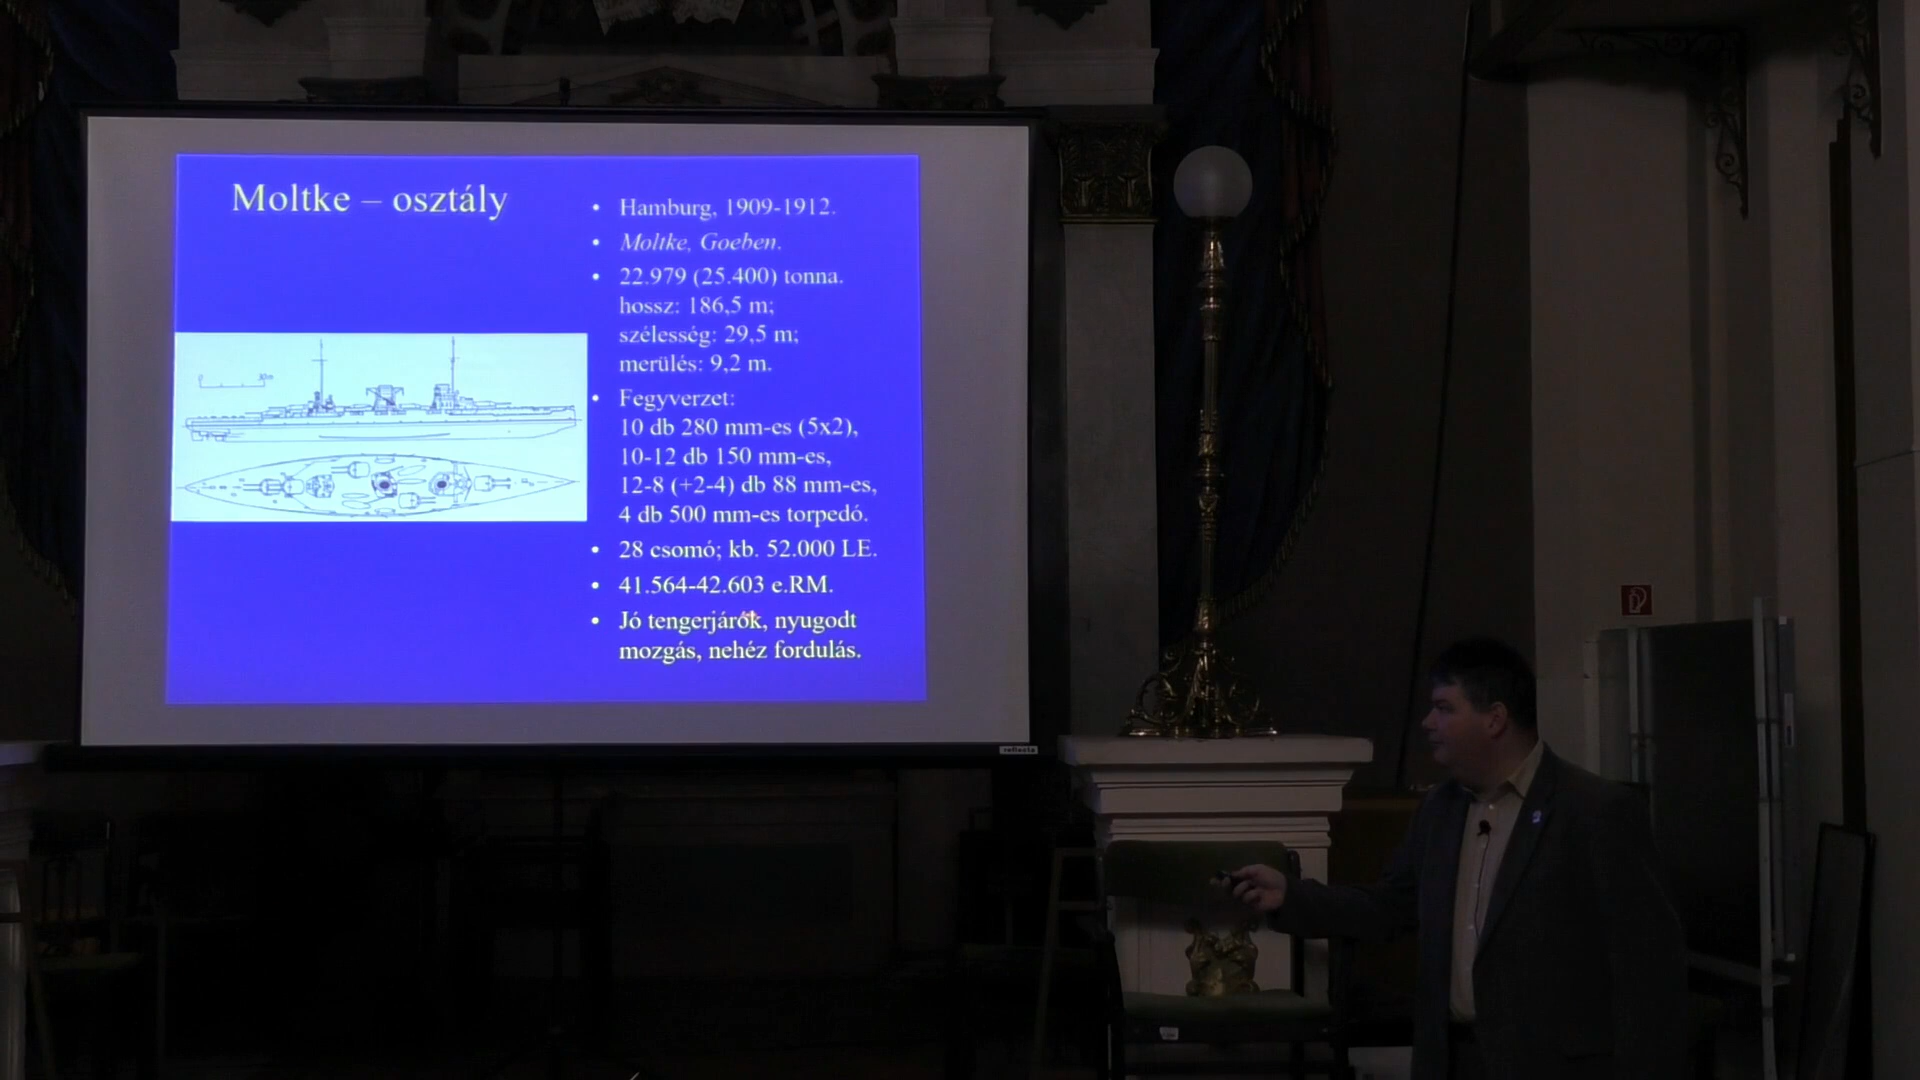 Moltke – osztály
• Hamburg, 1909-1912.
• Moltke, Goeben.
• 22.979 (25.400) tonna.
hossz: 186,5 m;
szélesség: 29,5 m;
merülés: 9,2 m.
• Fegyverzet:
10 db 280 mm-es (5x2),
10-12 db 150 mm-es,
12-8 (+2-4) db 88 mm-es,
4 db 500 mm-es torpedó.
• 28 csomó; kb. 52.000 LE.
• 41.564-42.603 e.RM.
• Jó tengerjárók, nyugodt
mozgás, nehéz fordulás.
reflecta